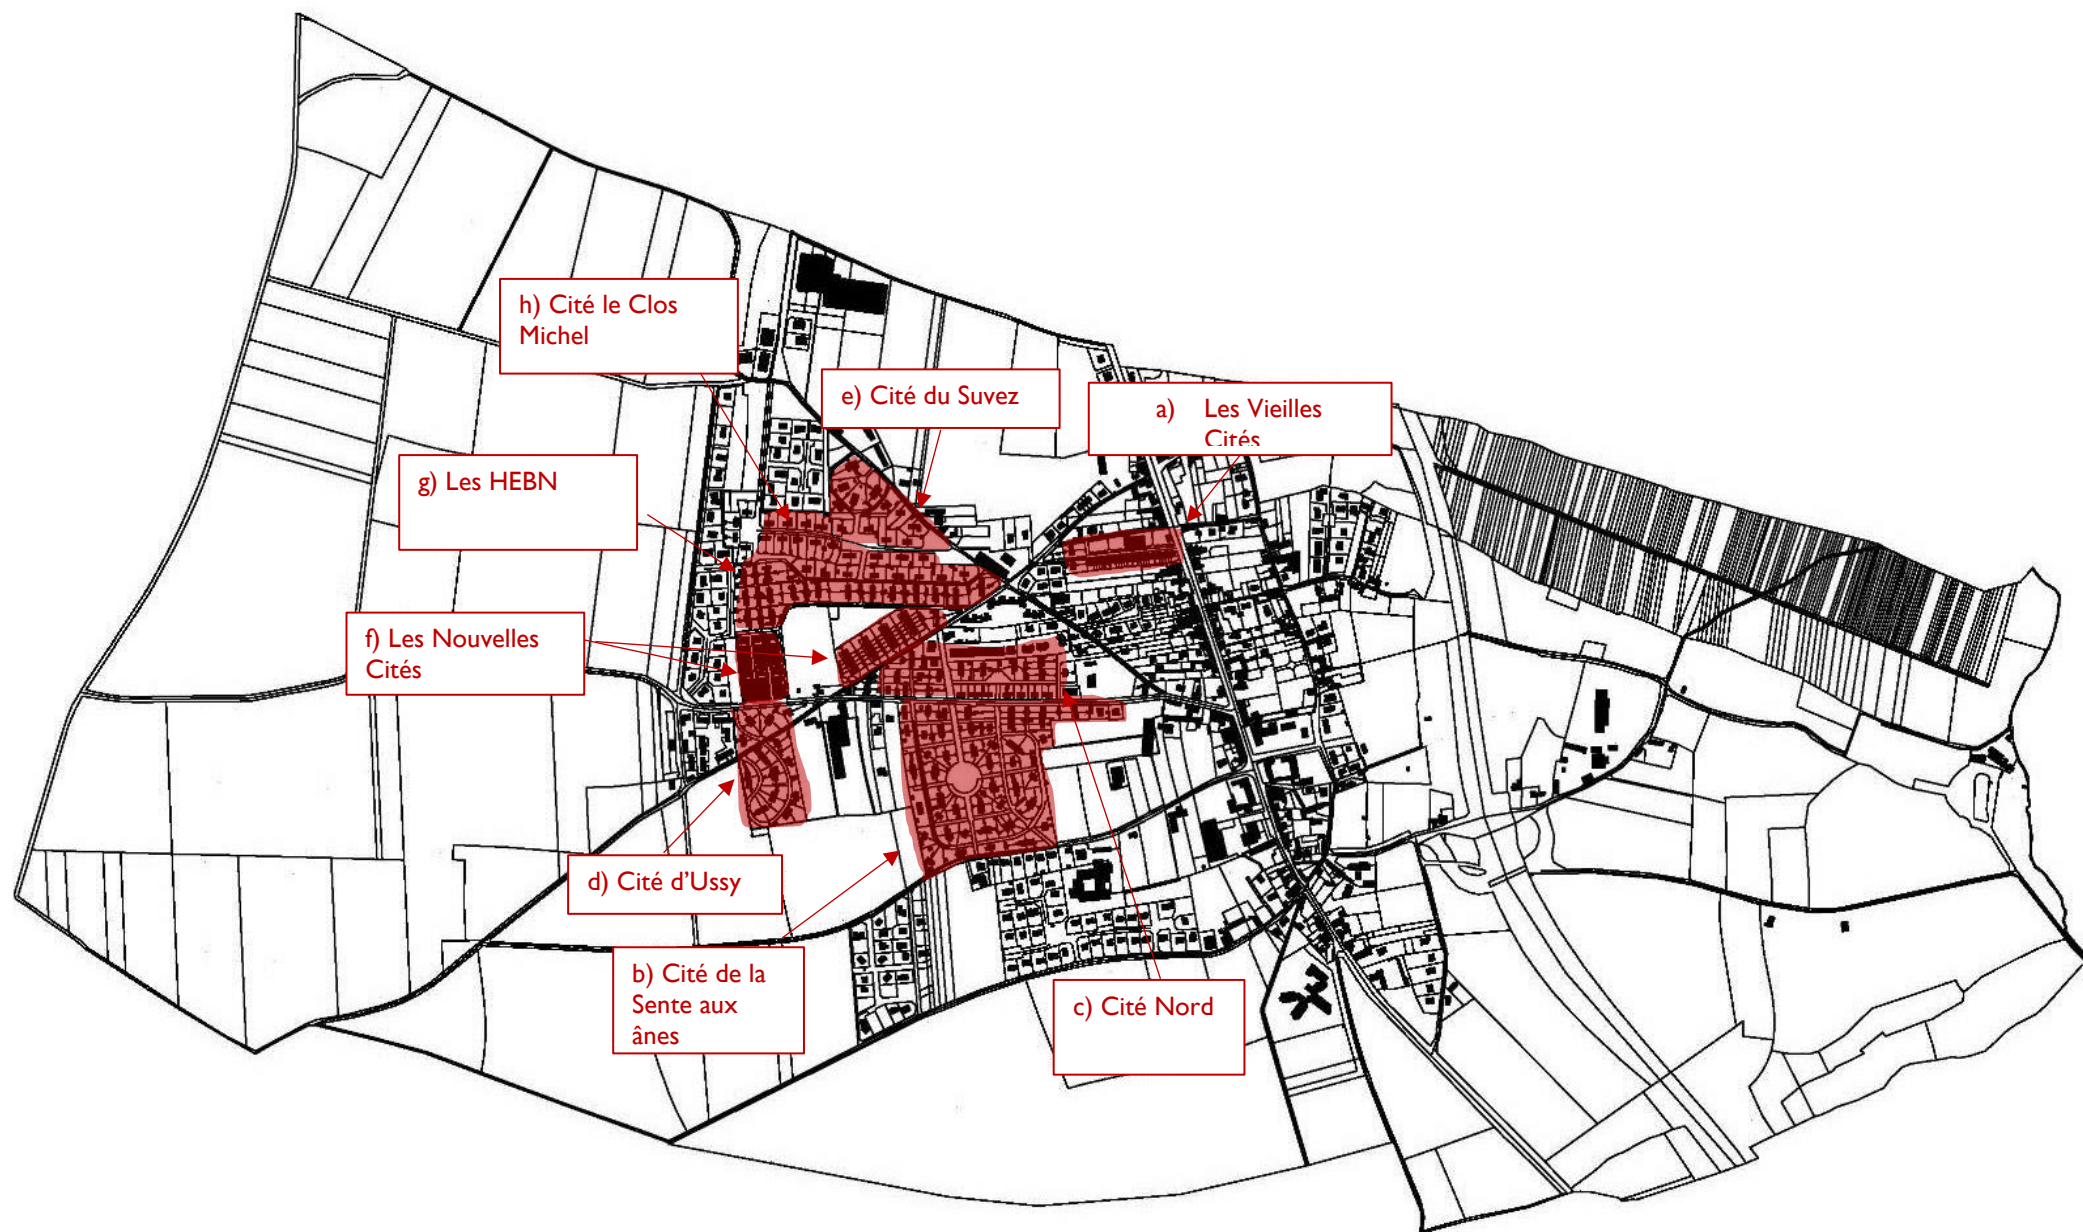 h) Cité le Clos
Michel
e) Cité du Suvez
a) Les Vieilles
Cités
g) Les HEBN
f) Les Nouvelles
Cités
d) Cité d'Ussy
b) Cité de la
Sente aux
ânes
c) Cité Nord